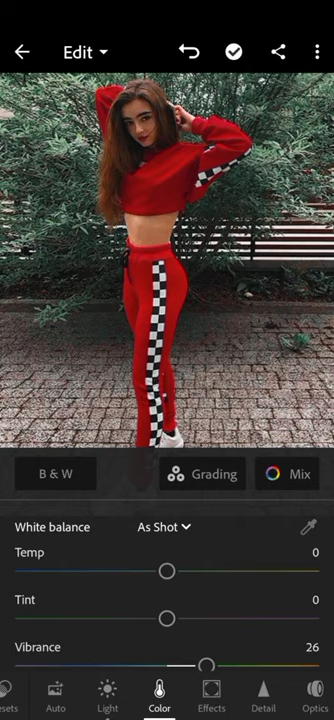 Edit
B & W
Grading
Mix
White balance
As Shot
Temp
0
Tint
0
Vibrance
26
sets
Auto
Light
Color
Effects
Detail
Optics